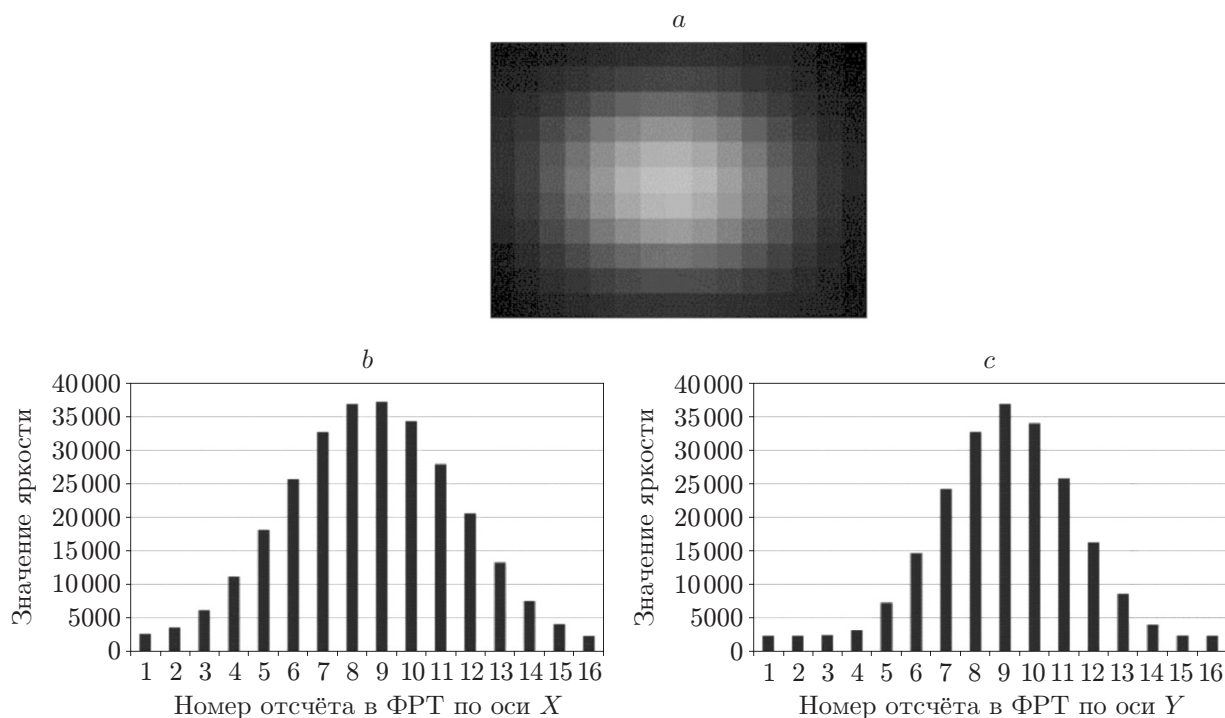 a
b
40 000
35 000
30 000
25 000
20 000
15 000
10 000
5000
0
Значение яркости
1 2 3 4 5 6 7 8 9 10 11 12 13 14 15 16
Номер отсчёта в ФРТ по оси X
c
40 000
35 000
30 000
25 000
20 000
15 000
10 000
5000
0
Значение яркости
1 2 3 4 5 6 7 8 9 10 11 12 13 14 15 16
Номер отсчёта в ФРТ по оси Y